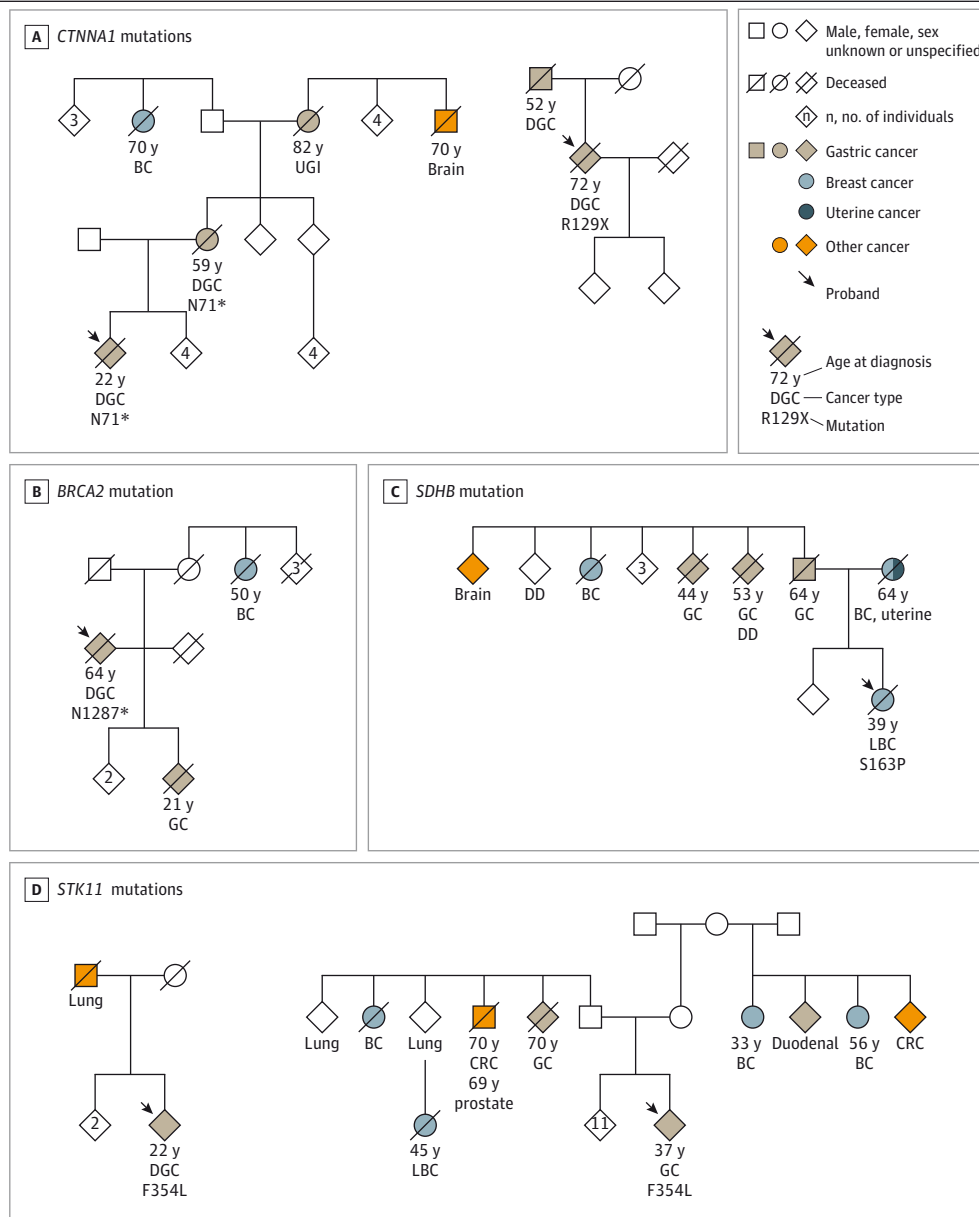 A CTNNA1 mutations
3
70 y
BC
82 y
UGI
4
70 y
Brain
59 y
DGC
N71*
22 y
DGC
N71*
4
4
52 y
DGC
72 y
DGC
R129X
Male, female, sex
unknown or unspecified
Deceased
n n, no. of individuals
Gastric cancer
Breast cancer
Uterine cancer
Other cancer
Proband
72 y Age at diagnosis
DGC Cancer type
R129X Mutation
B BRCA2 mutation
50 y
BC
3
64 y
DGC
N1287*
2
21 y
GC
C SDHB mutation
Brain
DD
BC
3
44 y
GC
53 y
GC
DD
64 y
GC
64 y
BC, uterine
39 y
LBC
S163P
D STK11 mutations
Lung
2
22 y
DGC
F354L
Lung
BC
Lung
70 y
CRC
69 y
prostate
70 y
GC
45 y
LBC
11
37 y
GC
F354L
33 y
BC
Duodenal
56 y
BC
CRC